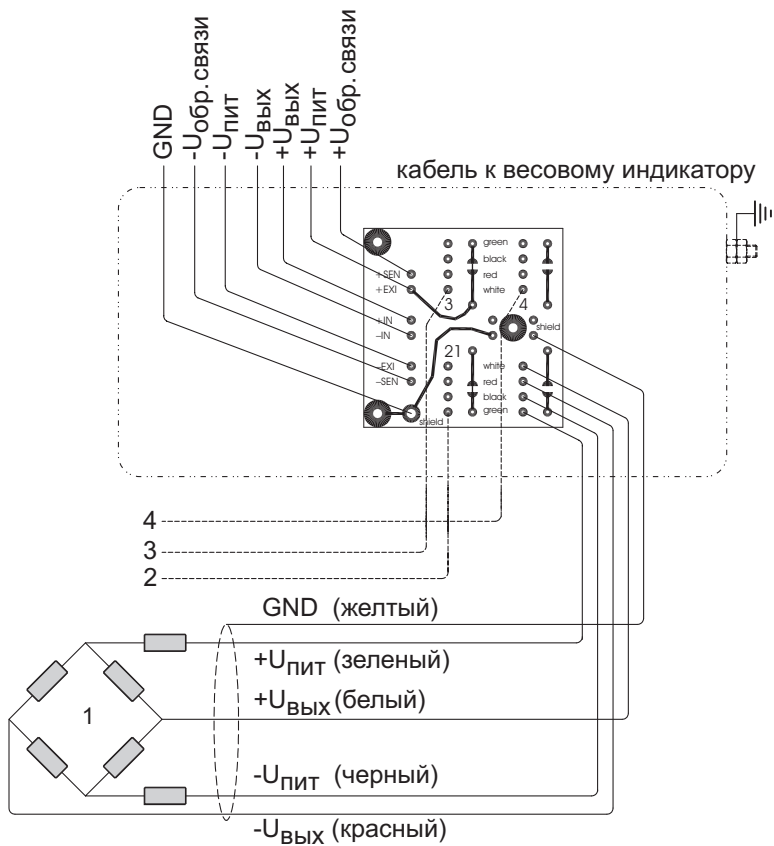 GND
-Uобр. связи
-Uпит
-Uвых
+Uвых
+Uпит
+Uобр. связи
кабель к весовому индикатору
green
black
+SEN
red
+EXI
white
3
4
+IN
shield
–IN
21
–EXI
white
–SEN
red
black
green
shield
4
3
2
GND (желтый)
+Uпит (зеленый)
+Uвых (белый)
1
-Uпит (черный)
-Uвых (красный)